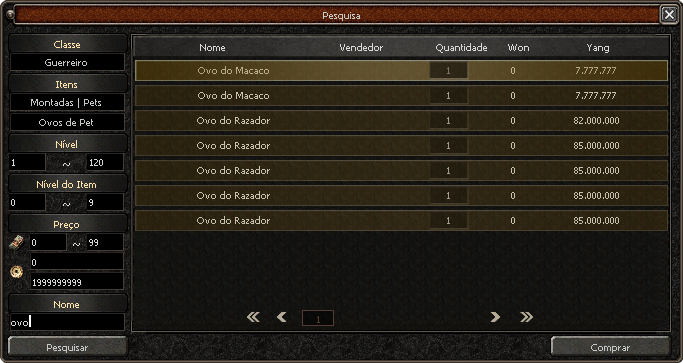 Pesquisa
Classe
Guerreiro
Itens
Montadas | Pets
Ovos de Pet
Nível
1 ~ 120
Nível do Item
0 ~ 9
Preço
0 ~ 99
0
1999999999
Nome
ovo
Pesquisar
Nome Vendedor Quantidade Won Yang
Ovo do Macaco 1 0 7.777.777
Ovo do Macaco 1 0 7.777.777
Ovo do Razador 1 0 82.000.000
Ovo do Razador 1 0 85.000.000
Ovo do Razador 1 0 85.000.000
Ovo do Razador 1 0 85.000.000
Ovo do Razador 1 0 85.000.000
1
Comprar